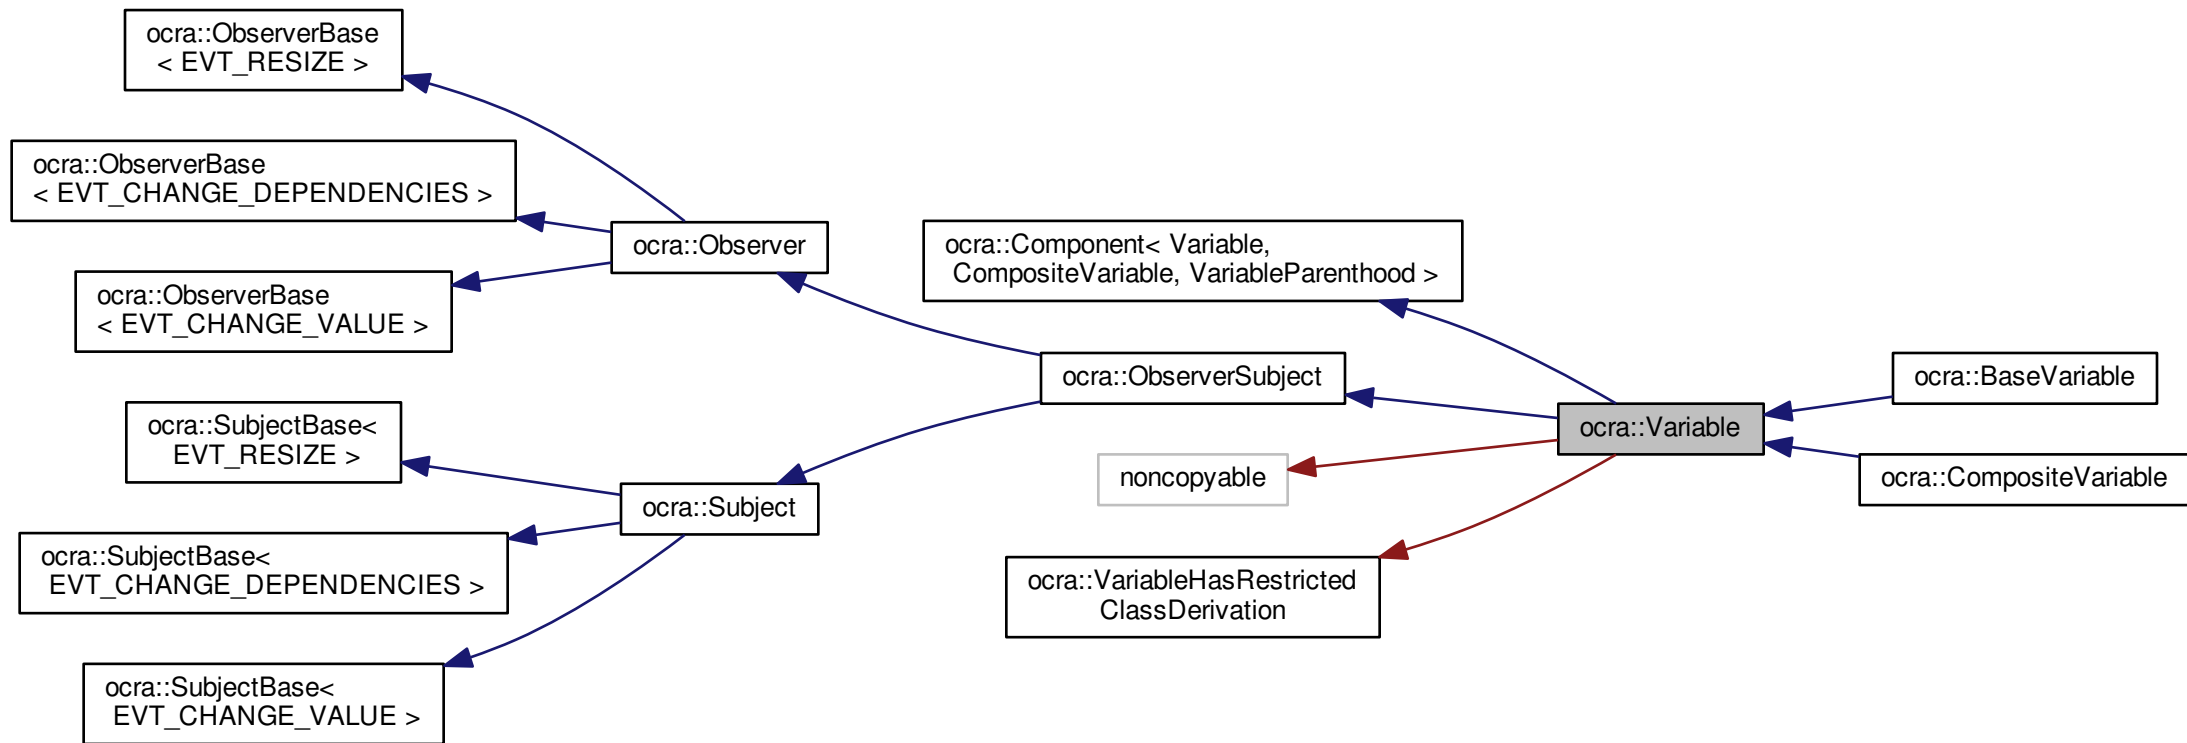 ocra::ObserverBase
< EVT_RESIZE >
ocra::ObserverBase
< EVT_CHANGE_DEPENDENCIES >
ocra::ObserverBase
< EVT_CHANGE_VALUE >
ocra::SubjectBase<
EVT_RESIZE >
ocra::SubjectBase<
EVT_CHANGE_DEPENDENCIES >
ocra::SubjectBase<
EVT_CHANGE_VALUE >
ocra::Observer
ocra::Subject
ocra::Component< Variable,
CompositeVariable, VariableParenthood >
ocra::ObserverSubject
noncopyable
ocra::VariableHasRestricted
ClassDerivation
ocra::Variable
ocra::BaseVariable
ocra::CompositeVariable